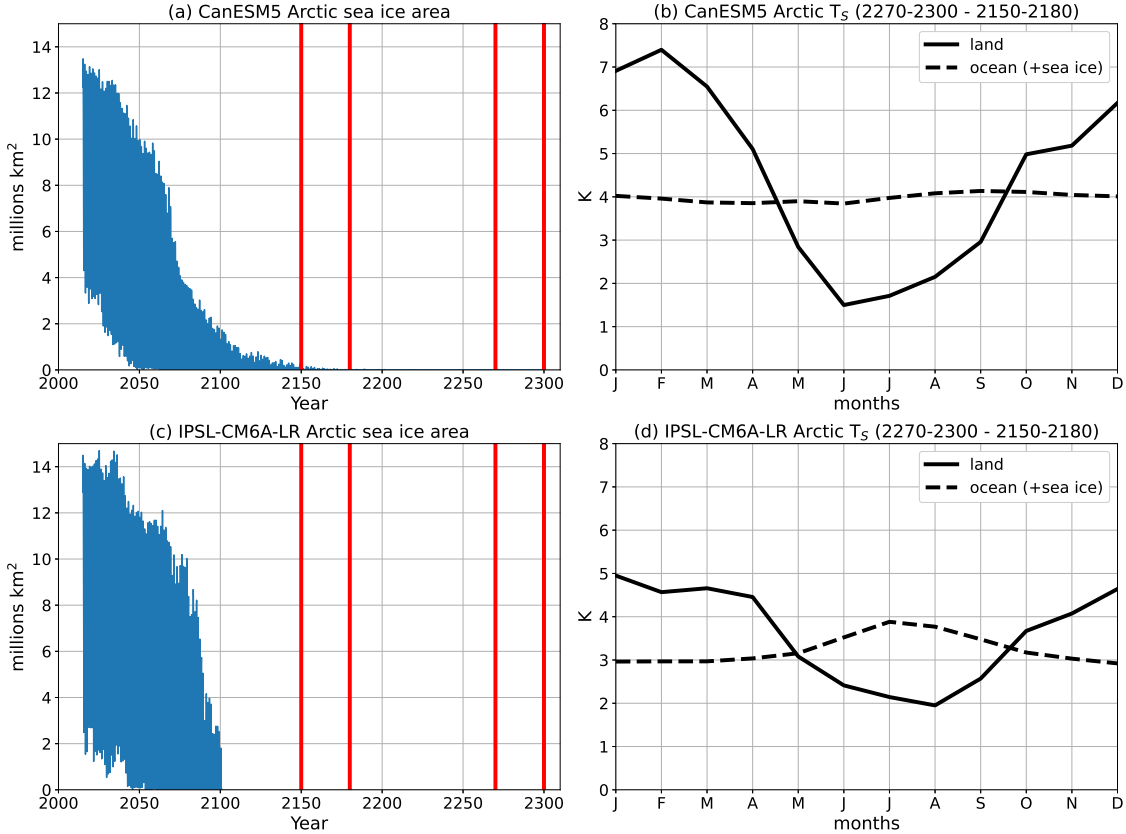 (a) CanESM5 Arctic sea ice area
millions km²
14
12
10
8
6
4
2
0
2000 2050 2100 2150 2200 2250 2300
Year
(b) CanESM5 Arctic T_S (2270-2300 - 2150-2180)
land
ocean (+sea ice)
K
8
7
6
5
4
3
2
1
0
J F M A M J J A S O N D
months
(c) IPSL-CM6A-LR Arctic sea ice area
millions km²
14
12
10
8
6
4
2
0
2000 2050 2100 2150 2200 2250 2300
Year
(d) IPSL-CM6A-LR Arctic T_S (2270-2300 - 2150-2180)
land
ocean (+sea ice)
K
8
7
6
5
4
3
2
1
0
J F M A M J J A S O N D
months